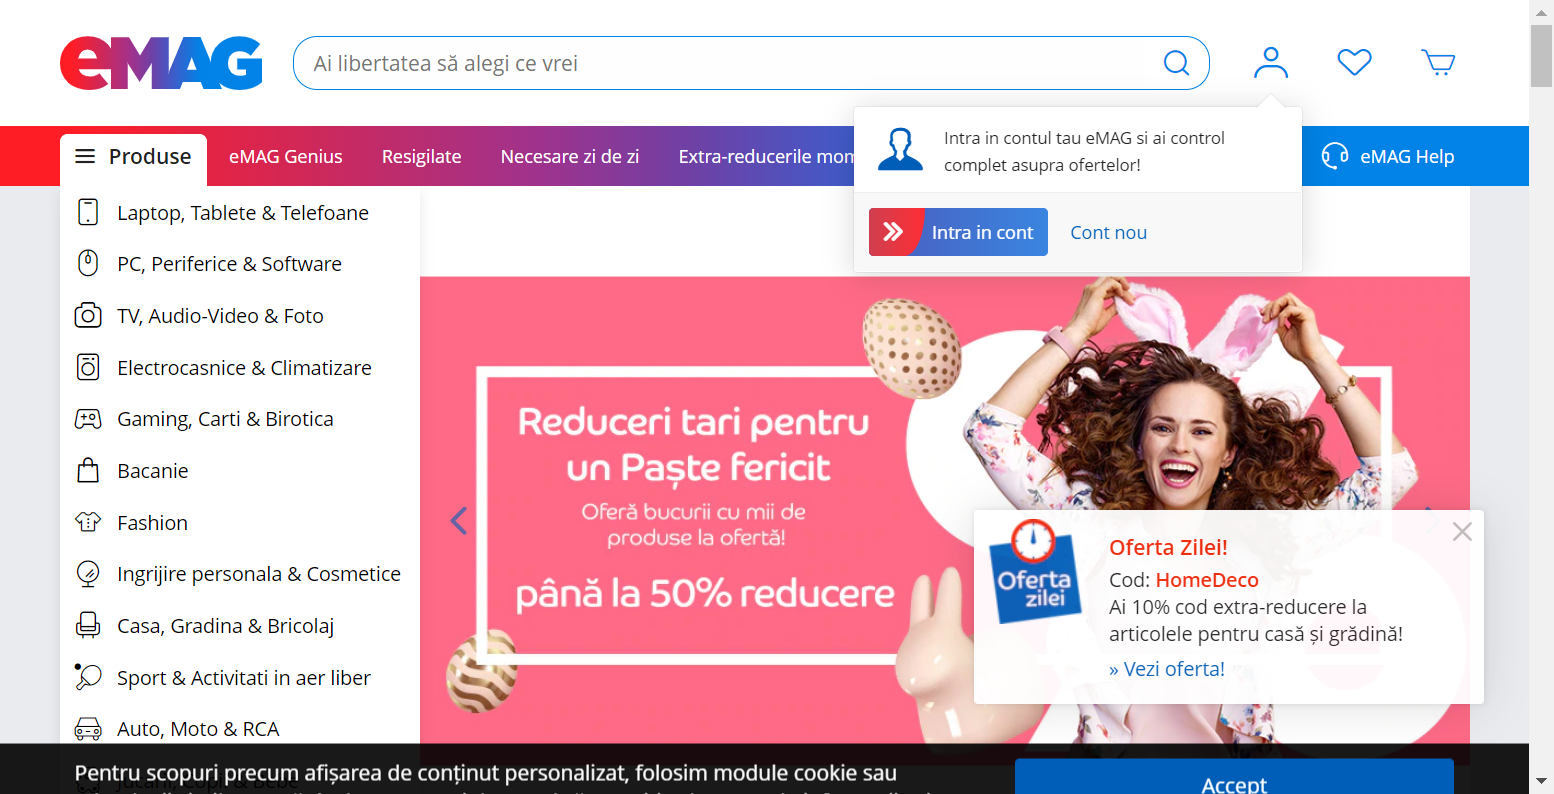 eMAG
Ai libertatea să alegi ce vrei
Intra in contul tau eMAG si ai control
complet asupra ofertelor!
Intra in cont
Cont nou
Produse
eMAG Genius
Resigilate
Necesare zi de zi
Extra-reducerile
eMAG Help
Laptop, Tablete & Telefoane
PC, Periferice & Software
TV, Audio-Video & Foto
Electrocasnice & Climatizare
Gaming, Carti & Birotica
Bacanie
Fashion
Ingrijire personala & Cosmetice
Casa, Gradina & Bricolaj
Sport & Activitati in aer liber
Auto, Moto & RCA
Reduceri tari pentru
un Paște fericit
Oferă bucurii cu mii de
produse la ofertă!
până la 50% reducere
Oferta
zilei
Oferta Zilei!
Cod: HomeDeco
Ai 10% cod extra-reducere la
articolele pentru casă și grădină!
» Vezi oferta!
Pentru scopuri precum afișarea de conținut personalizat, folosim module cookie sau
Accept